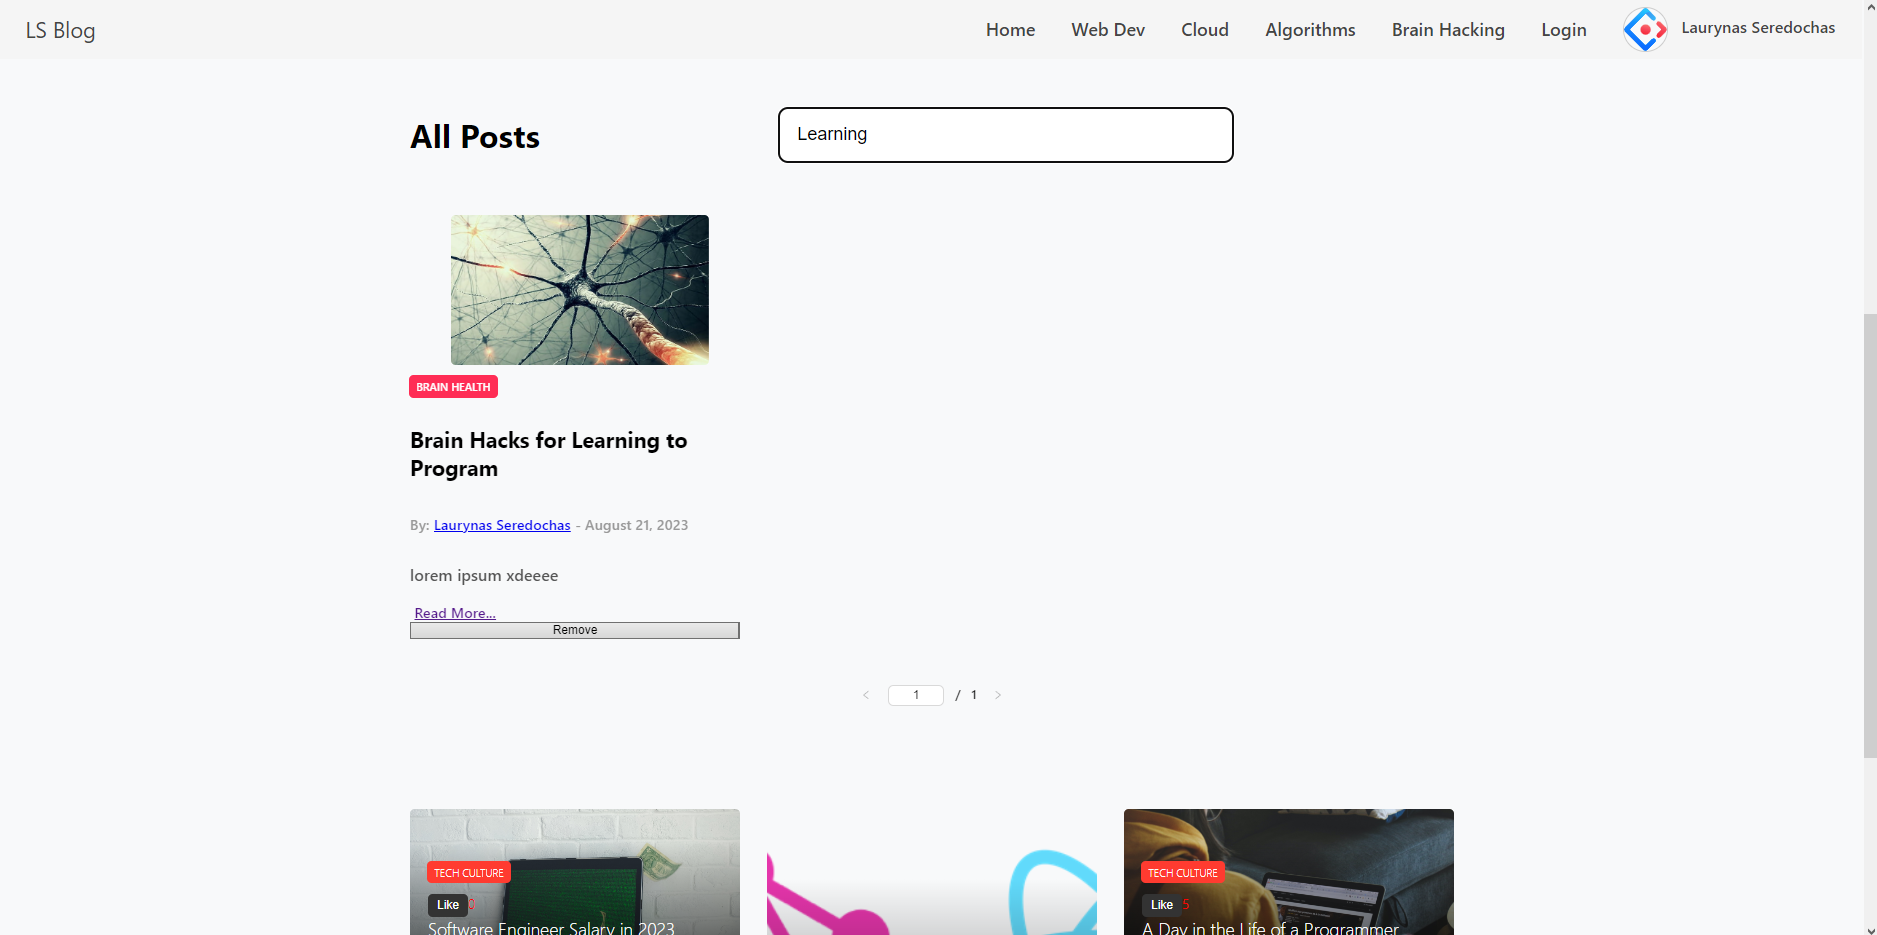 LS Blog
Home
Web Dev
Cloud
Algorithms
Brain Hacking
Login
Laurynas Seredochas
All Posts
Learning
BRAIN HEALTH
Brain Hacks for Learning to
Program
By: Laurynas Seredochas - August 21, 2023
lorem ipsum xdeeee
Read More...
Remove
< 1 / 1 >
TECH CULTURE
Like 0
Software Engineer Salary in 2023
TECH CULTURE
Like 5
A Day in the Life of a Programmer